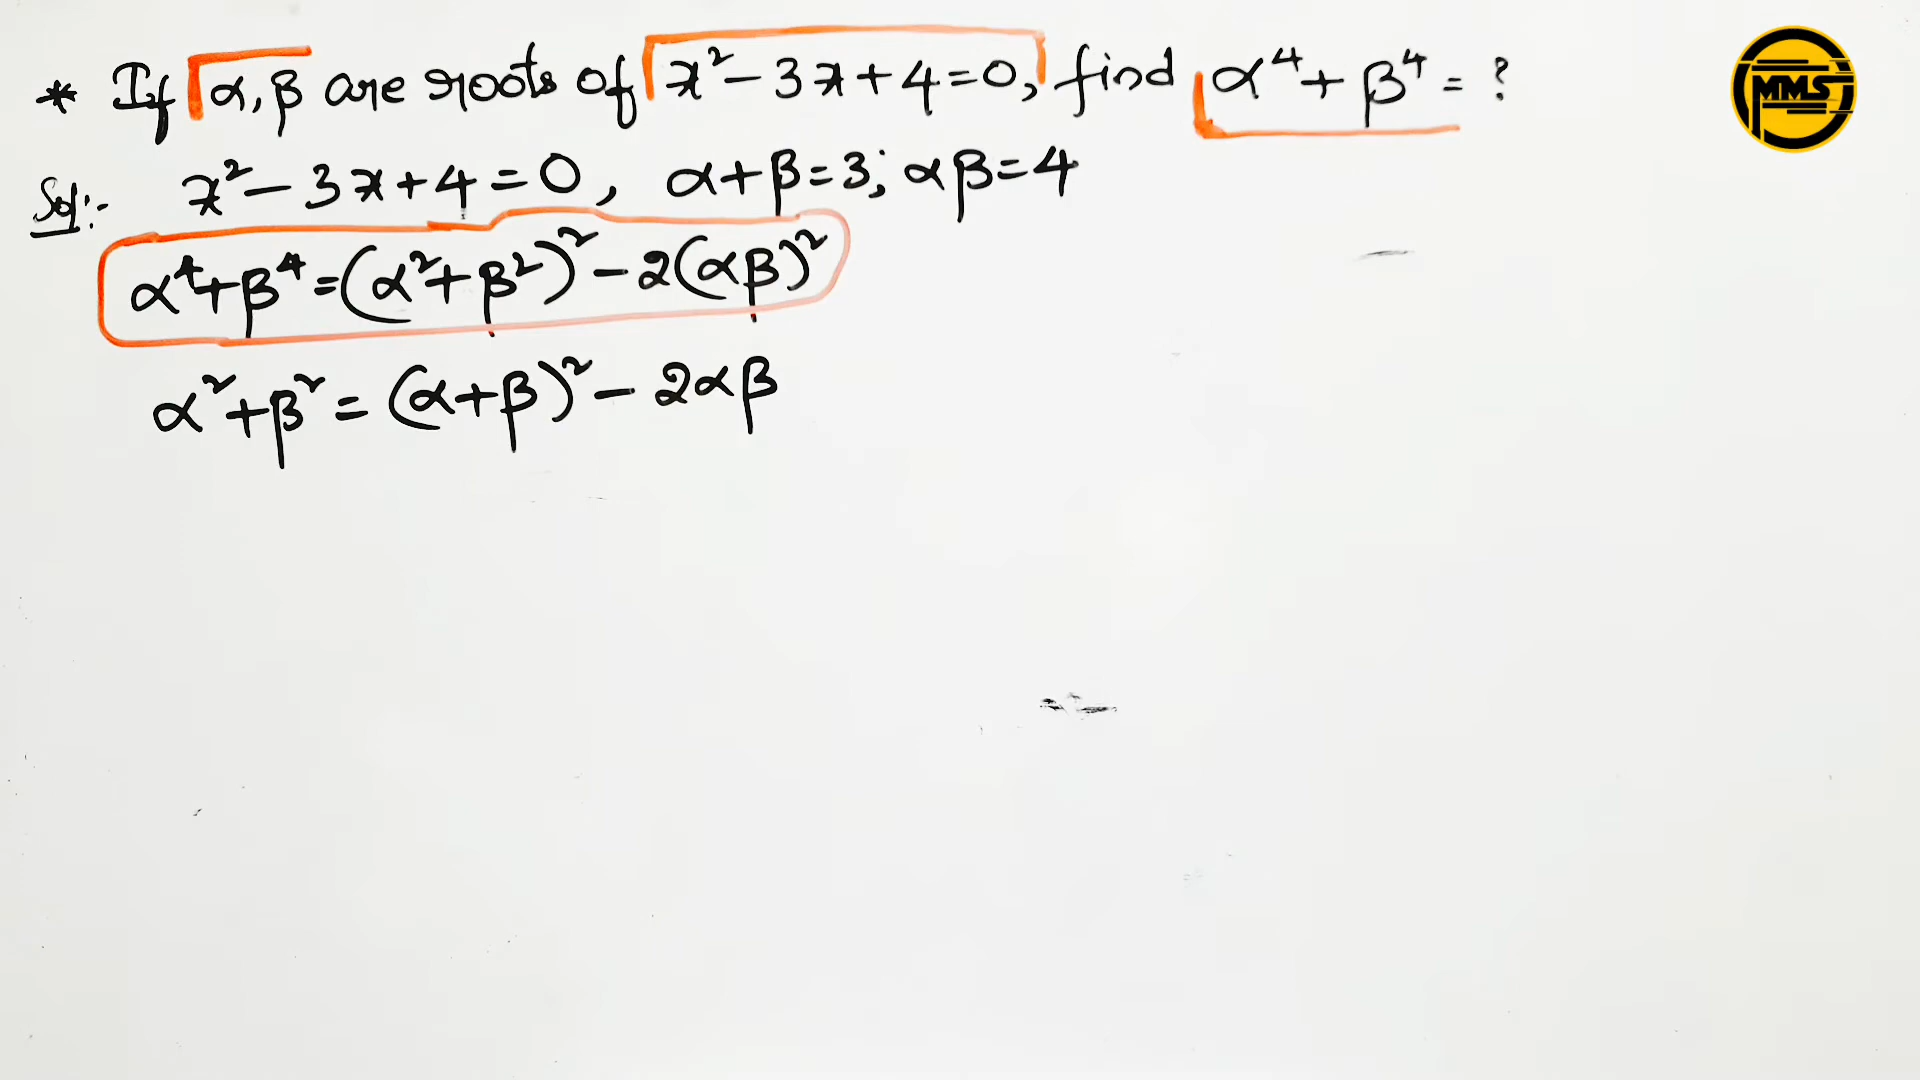 * If α, β are roots of x² - 3x + 4 = 0, find α⁴ + β⁴ = ?
MMS
Sol:- x² - 3x + 4 = 0, α + β = 3; αβ = 4
α⁴ + β⁴ = (α² + β²)² - 2(αβ)²
α² + β² = (α + β)² - 2αβ